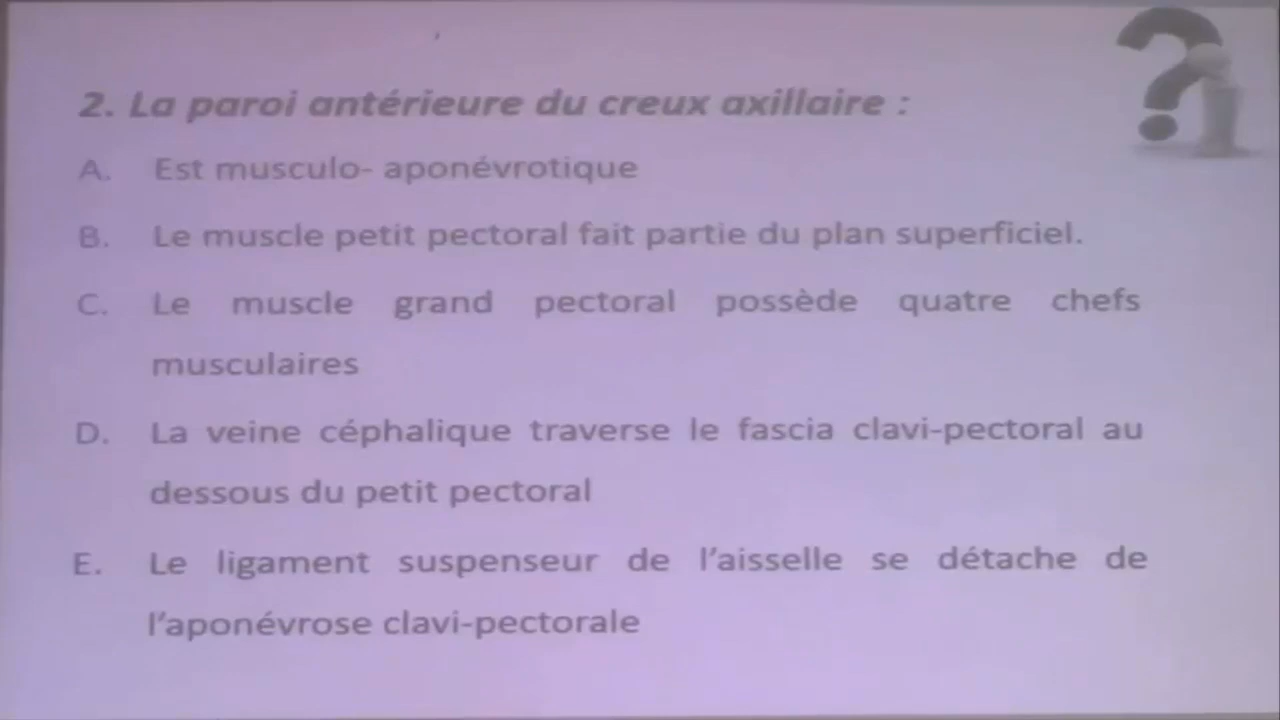 2. La paroi antérieure du creux axillaire :
A. Est musculo- aponévrotique
B. Le muscle petit pectoral fait partie du plan superficiel.
C. Le muscle grand pectoral possède quatre chefs
musculaires
D. La veine céphalique traverse le fascia clavi-pectoral au
dessous du petit pectoral
E. Le ligament suspenseur de l'aisselle se détache de
l'aponévrose clavi-pectorale